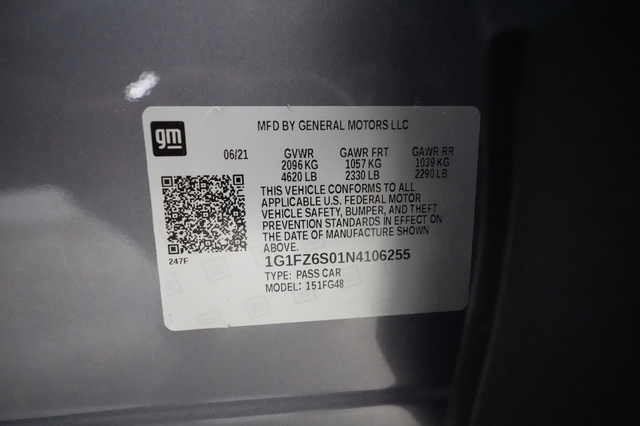 gm
MFD BY GENERAL MOTORS LLC
06/21 GVWR GAWR FRT GAWR RR
2096 KG 1057 KG 1039 KG
4620 LB 2330 LB 2290 LB
THIS VEHICLE CONFORMS TO ALL
APPLICABLE U.S. FEDERAL MOTOR
VEHICLE SAFETY, BUMPER, AND THEFT
PREVENTION STANDARDS IN EFFECT ON
THE DATE OF MANUFACTURE SHOWN
ABOVE.
247F
1G1FZ6S01N4106255
TYPE: PASS CAR
MODEL: 151FG48